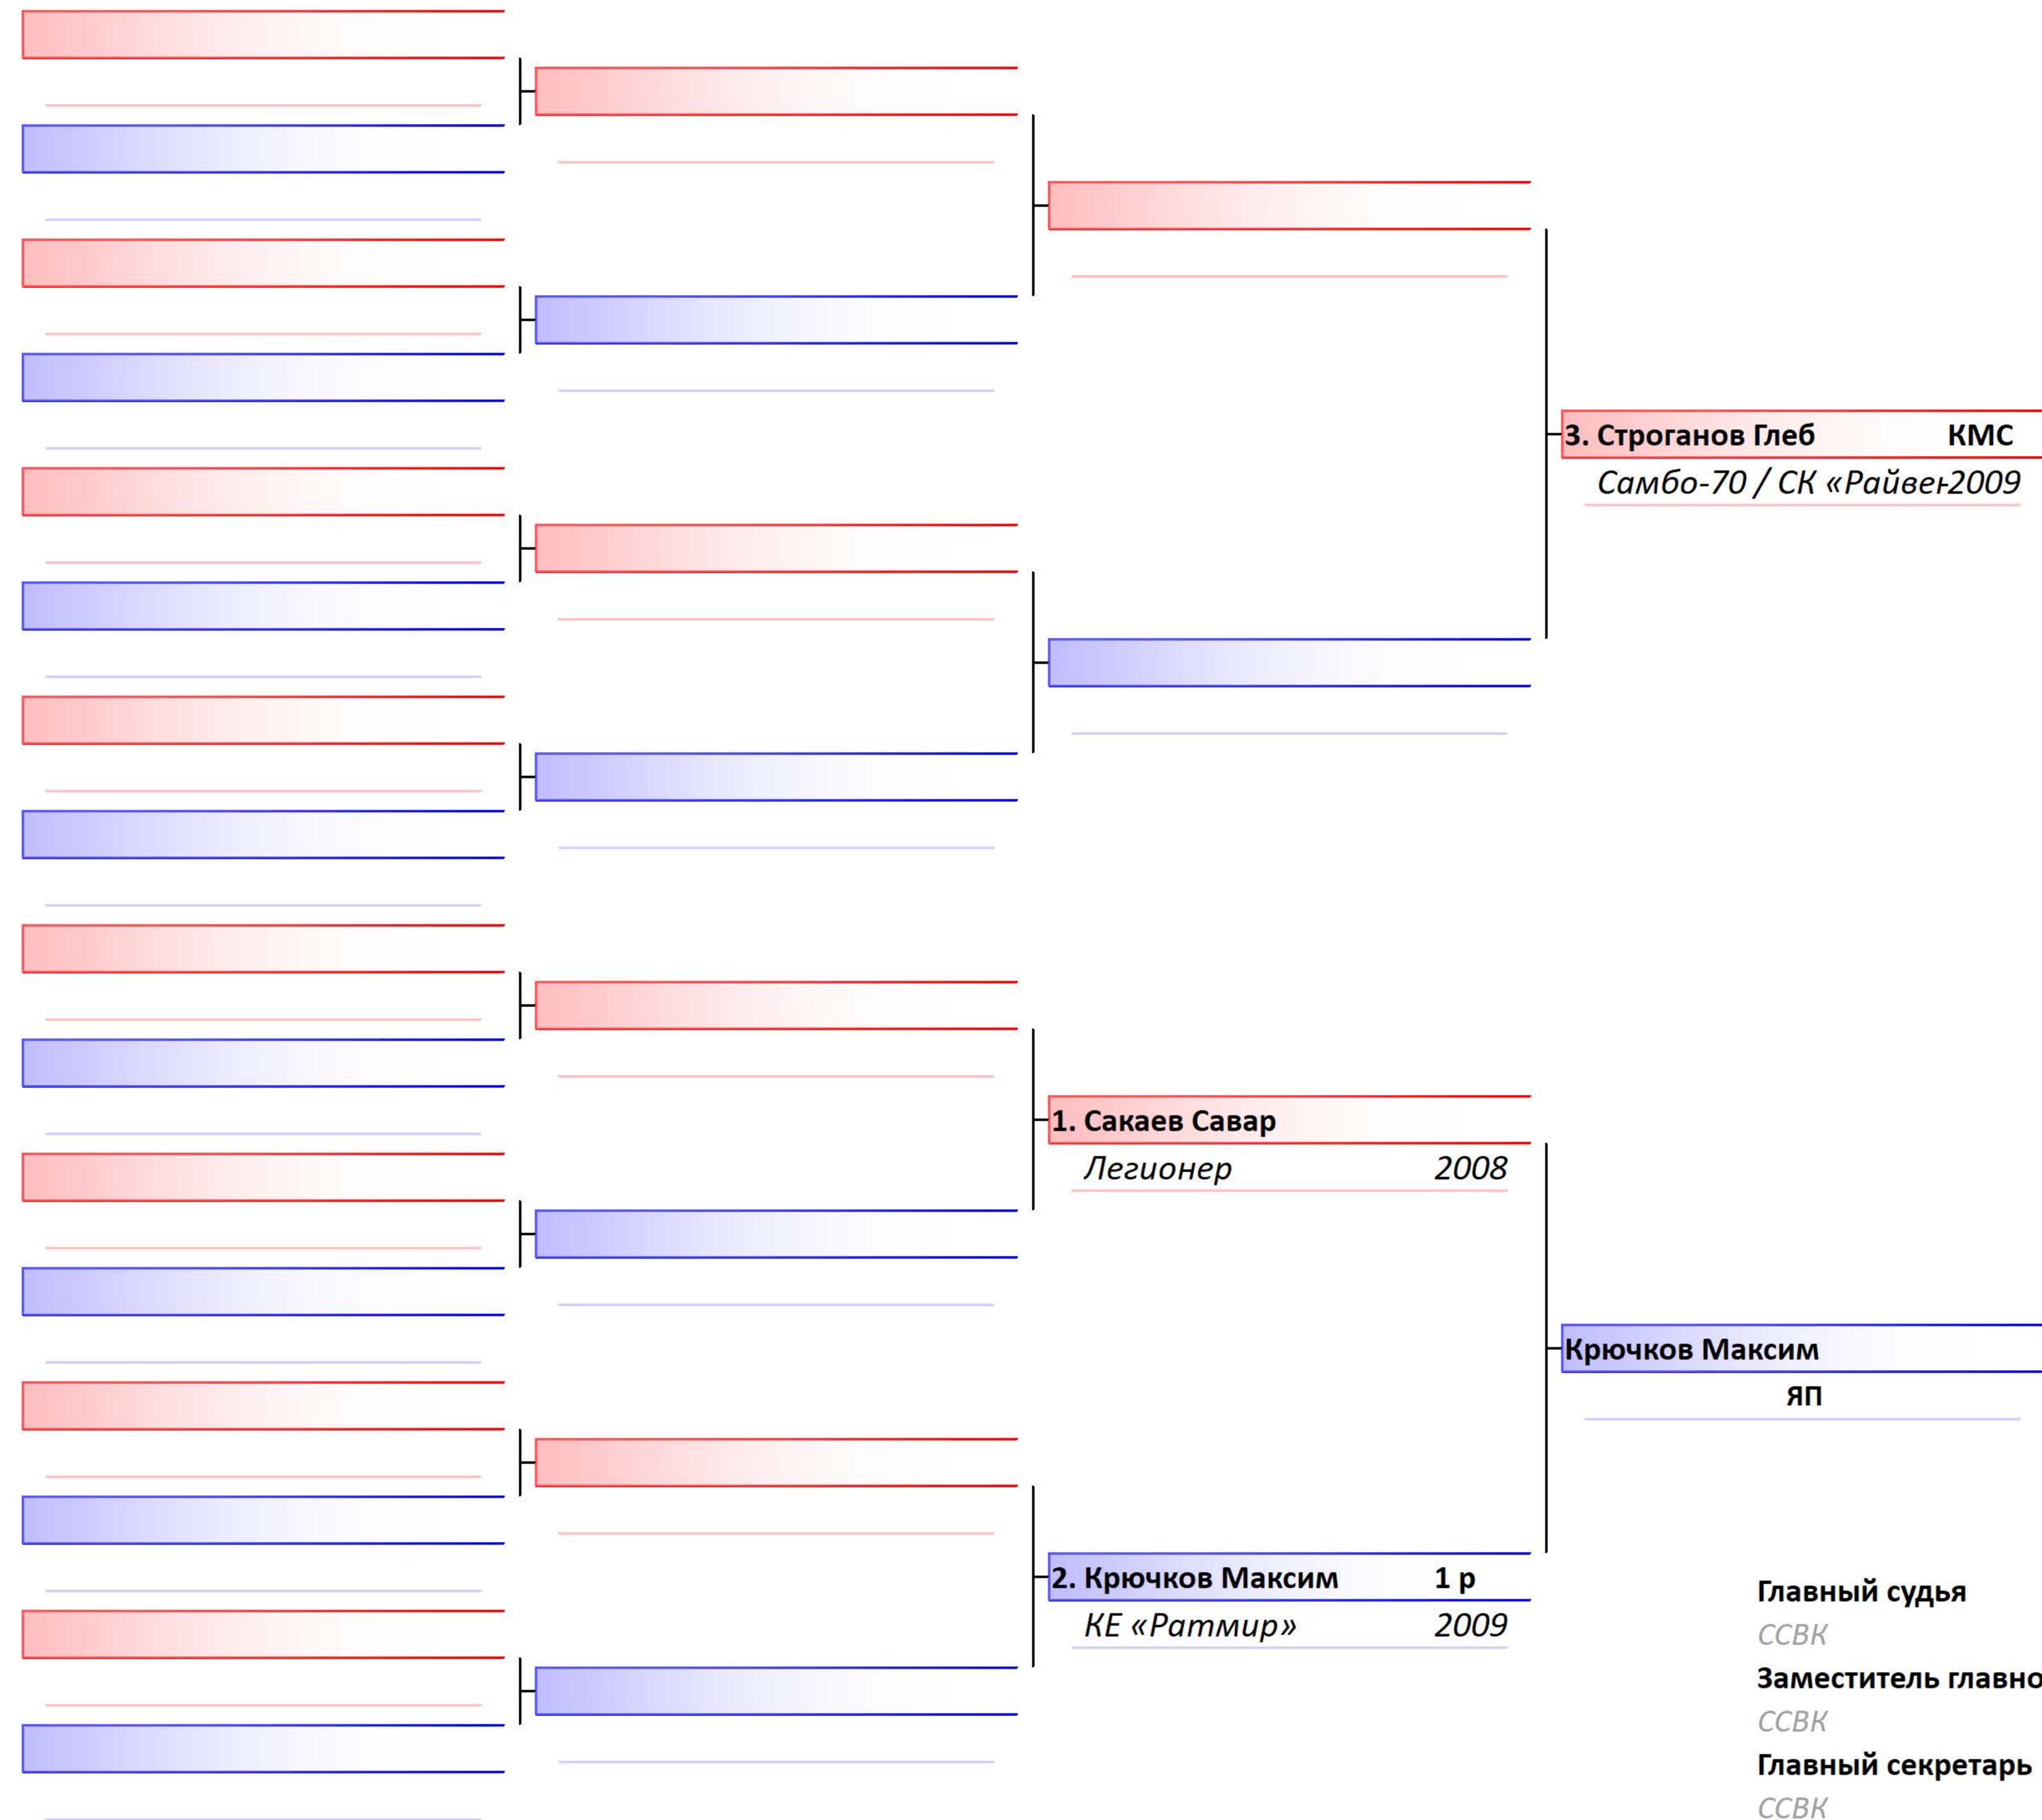 3. Строганов Глеб КМС
Самбо-70 / СК «Райвен 2009
1. Сакаев Савар
Легионер 2008
Крючков Максим
ЯП
2. Крючков Максим 1 р
КЕ «Ратмир» 2009
Главный судья
ССВК
Заместитель главно
ССВК
Главный секретарь
ССВК